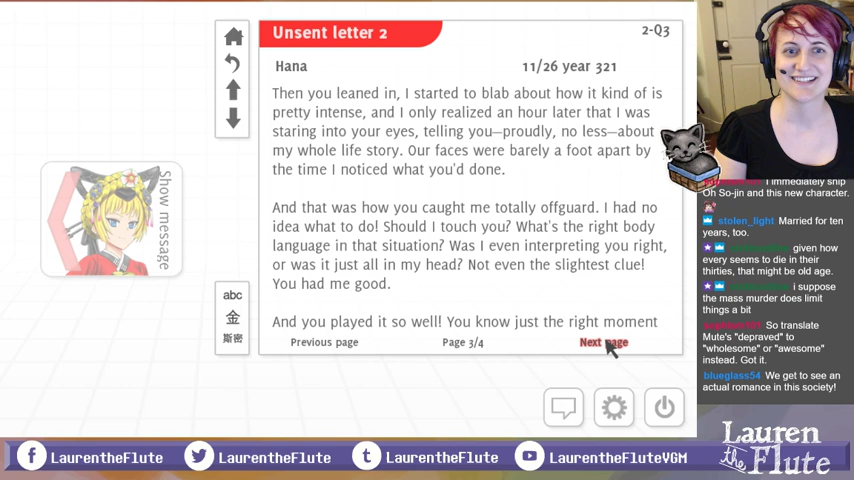 Unsent letter 2
2-Q3
Hana
11/26 year 321
Then you leaned in, I started to blab about how it kind of is
pretty intense, and I only realized an hour later that I was
staring into your eyes, telling you—proudly, no less—about
my whole life story. Our faces were barely a foot apart by
the time I noticed what you'd done.
And that was how you caught me totally offguard. I had no
idea what to do! Should I touch you? What's the right body
language in that situation? Was I even interpreting you right,
or was it just all in my head? Not even the slightest clue!
You had me good.
And you played it so well! You know just the right moment
Previous page
Page 3/4
Next page
Show message
abc
金
斯密
I immediately ship
Oh So-jin and this new character.
stolen_light Married for ten
years, too.
given how
every seems to die in their
thirties, that might be old age.
i suppose
the mass murder does limit
things a bit
So translate
Mute's "depraved" to
"wholesome" or "awesome"
instead. Got it.
blueglass54 We get to see an
actual romance in this society!
LaurentheFlute
LaurentheFlute
LaurentheFlute
LaurentheFluteVGM
Lauren
the Flute